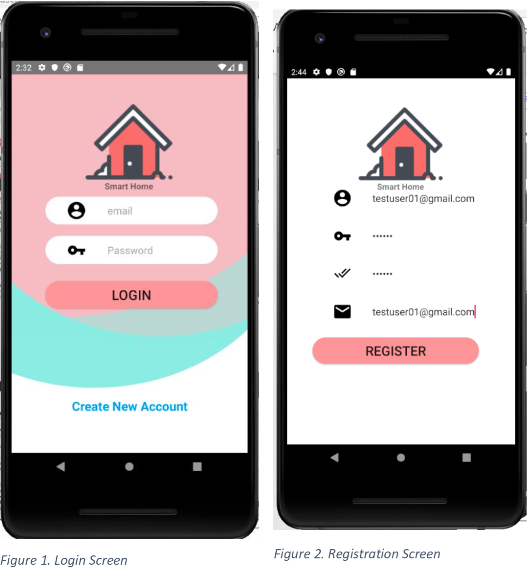 2:32
Smart Home
email
Password
LOGIN
Create New Account
Figure 1. Login Screen
2:44
Smart Home
testuser01@gmail.com
••••••
••••••
testuser01@gmail.com
REGISTER
Figure 2. Registration Screen